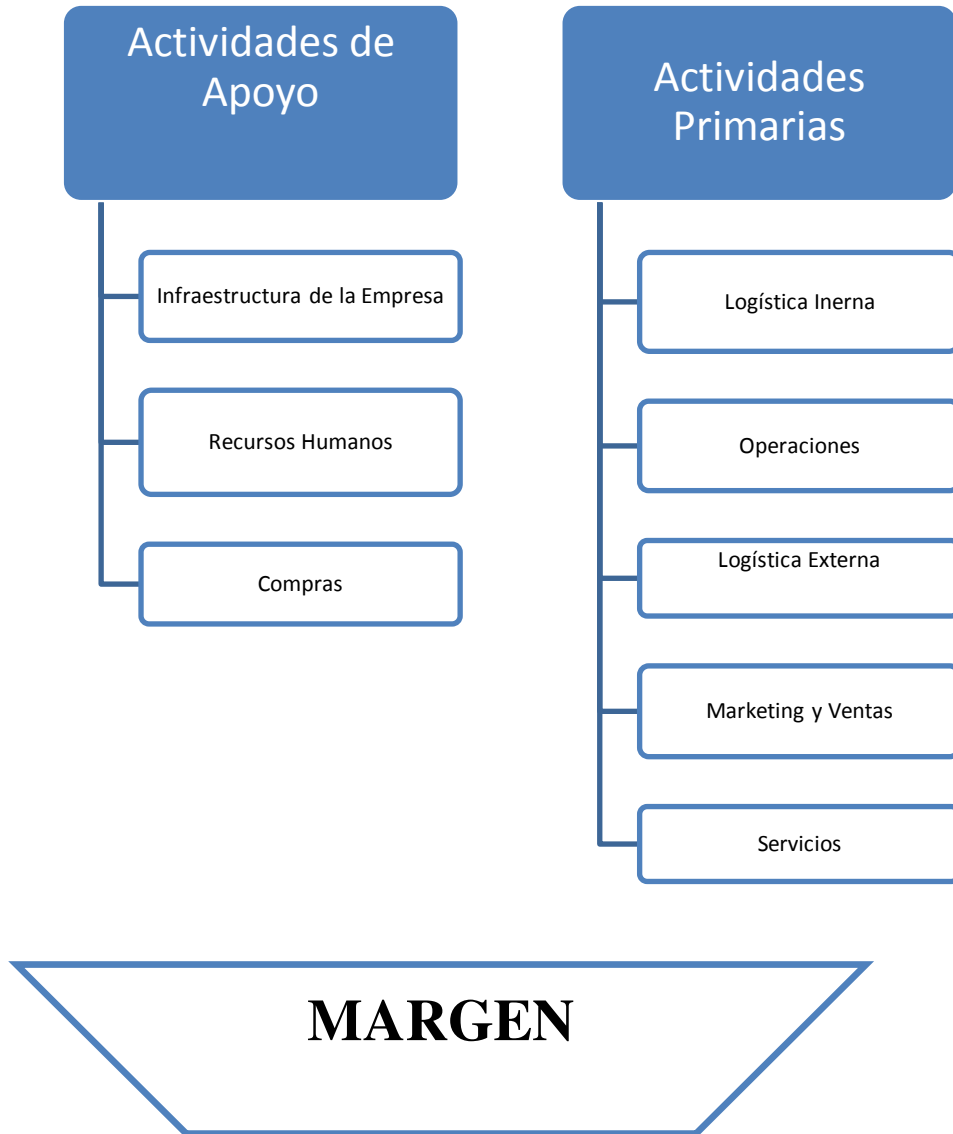 Actividades de
Apoyo
Infraestructura de la Empresa
Recursos Humanos
Compras
Actividades
Primarias
Logística Inerna
Operaciones
Logística Externa
Marketing y Ventas
Servicios
MARGEN